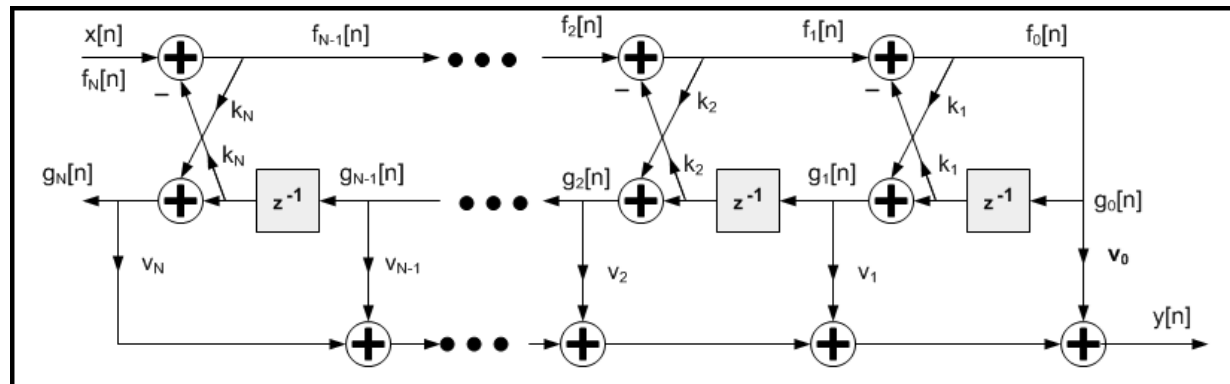 x[n] f_{N-1}[n] f_2[n] f_1[n] f_0[n]
f_N[n]
– – –
k_N k_2 k_1
k_N k_2 k_1
g_N[n] g_{N-1}[n] g_2[n] g_1[n] g_0[n]
z^{-1} z^{-1} z^{-1}
v_N v_{N-1} v_2 v_1 v_0
y[n]